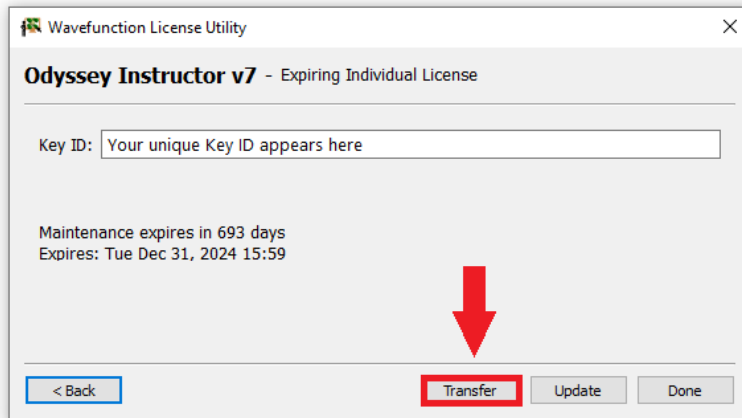 Wavefunction License Utility
Odyssey Instructor v7 - Expiring Individual License
Key ID: Your unique Key ID appears here
Maintenance expires in 693 days
Expires: Tue Dec 31, 2024 15:59
< Back Transfer Update Done